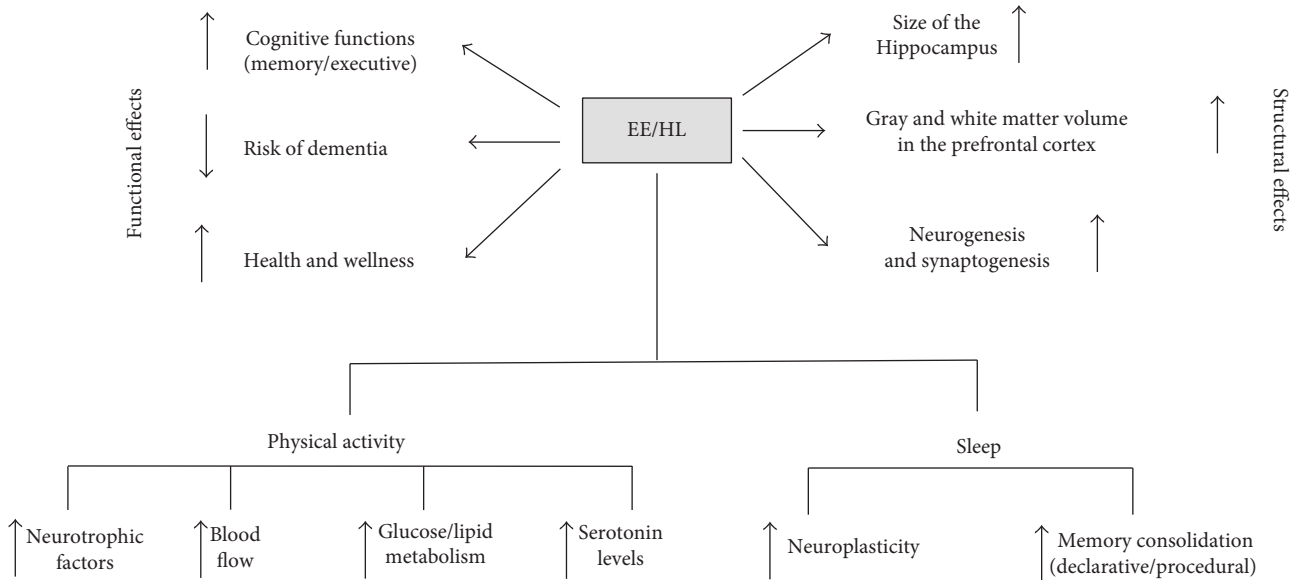 Functional effects
Cognitive functions
(memory/executive)
Risk of dementia
Health and wellness
EE/HL
Size of the
Hippocampus
Gray and white matter volume
in the prefrontal cortex
Neurogenesis
and synaptogenesis
Structural effects
Physical activity
Sleep
Neurotrophic
factors
Blood
flow
Glucose/lipid
metabolism
Serotonin
levels
Neuroplasticity
Memory consolidation
(declarative/procedural)